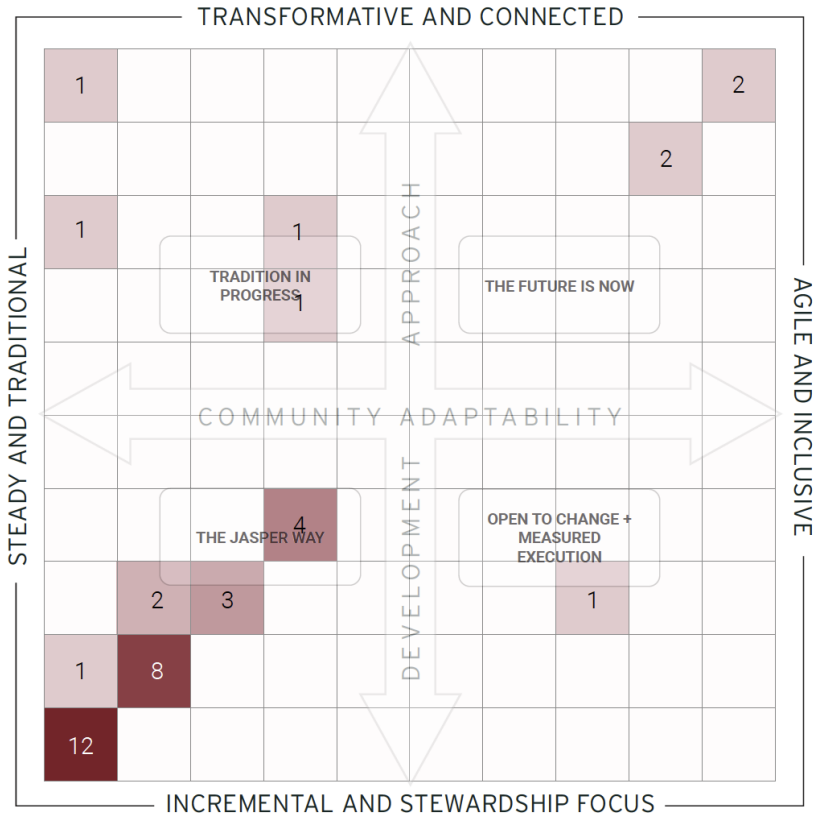 TRANSFORMATIVE AND CONNECTED
1
2
2
1
1
TRADITION IN
PROGRESS
1
THE FUTURE IS NOW
APPROACH
STEADY AND TRADITIONAL
AGILE AND INCLUSIVE
COMMUNITY ADAPTABILITY
DEVELOPMENT
4
THE JASPER WAY
OPEN TO CHANGE +
MEASURED
EXECUTION
2
3
1
1
8
12
INCREMENTAL AND STEWARDSHIP FOCUS